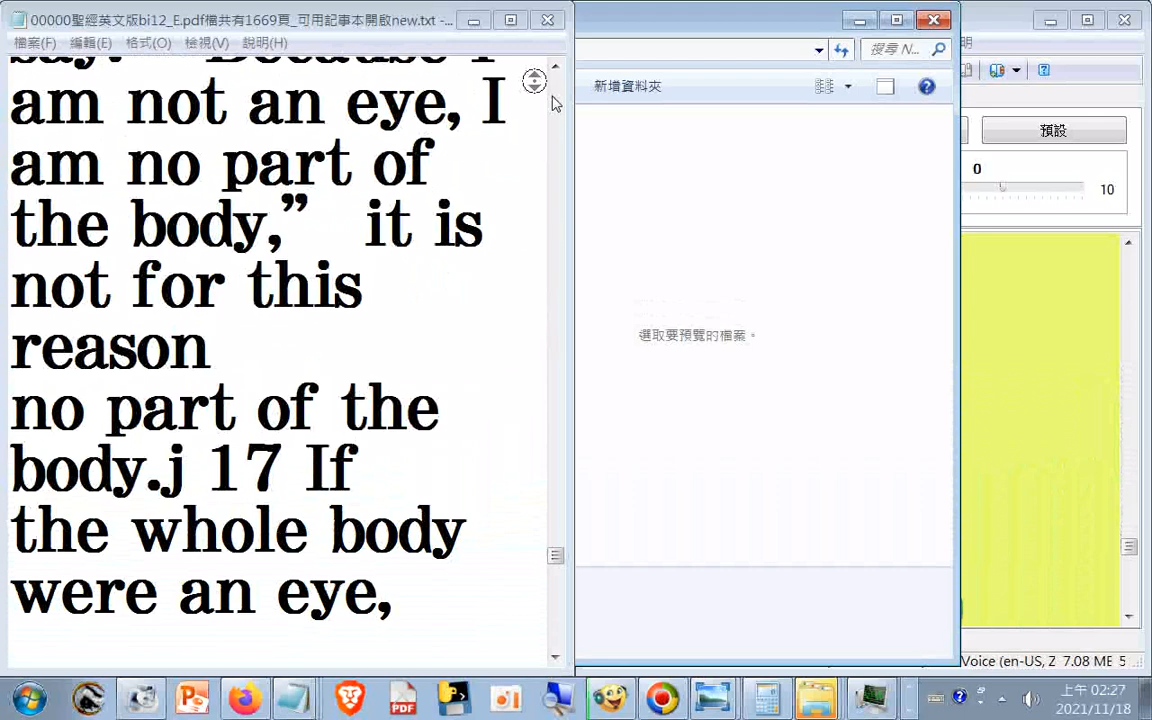 00000聖經英文版bi12_E.pdf檔共有1669頁_可用記事本開啟new.txt -...
檔案(F) 編輯(E) 格式(O) 檢視(V) 說明(H)
say: “Because I
am not an eye, I
am no part of
the body,” it is
not for this
reason
no part of the
body.j 17 If
the whole body
were an eye,
搜尋 N...
新增資料夾
選取要預覽的檔案。
明
預設
0
10
Voice (en-US, Z 7.08 ME 5
上午 02:27
2021/11/18
PDF